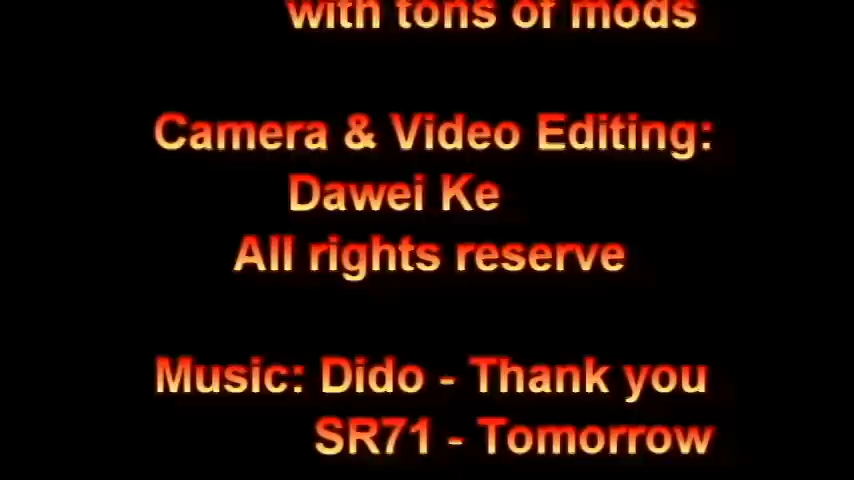 with tons of mods
Camera & Video Editing:
Dawei Ke
All rights reserve
Music: Dido - Thank you
SR71 - Tomorrow